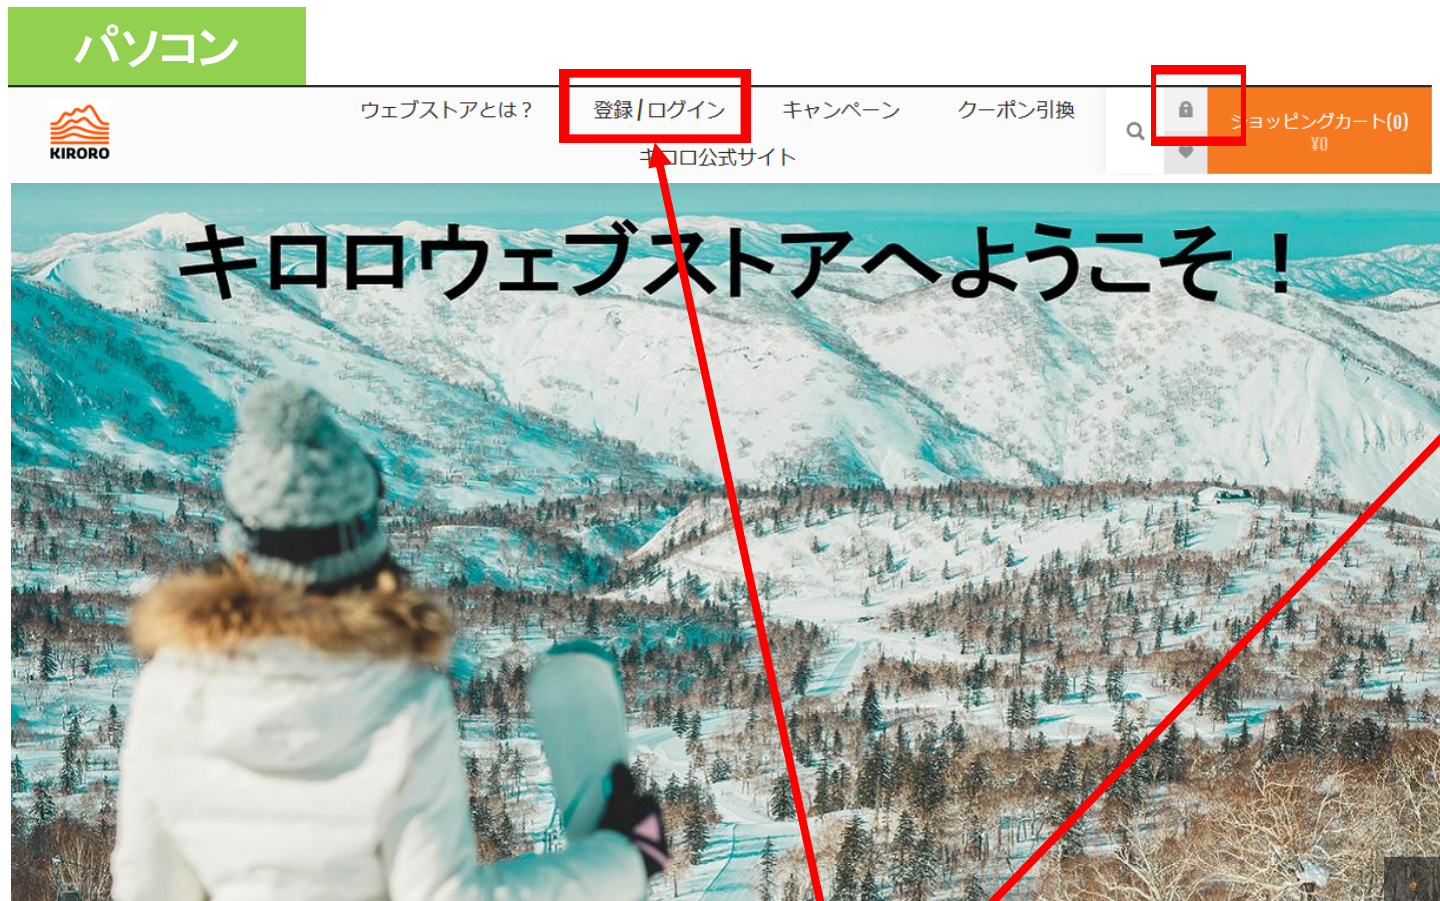 パソコン
ウェブストアとは？ 登録 / ログイン キャンペーン クーポン引換
キロロ公式サイト
KIRORO
ショッピングカート(0)
¥0
キロロウェブストアへようこそ！